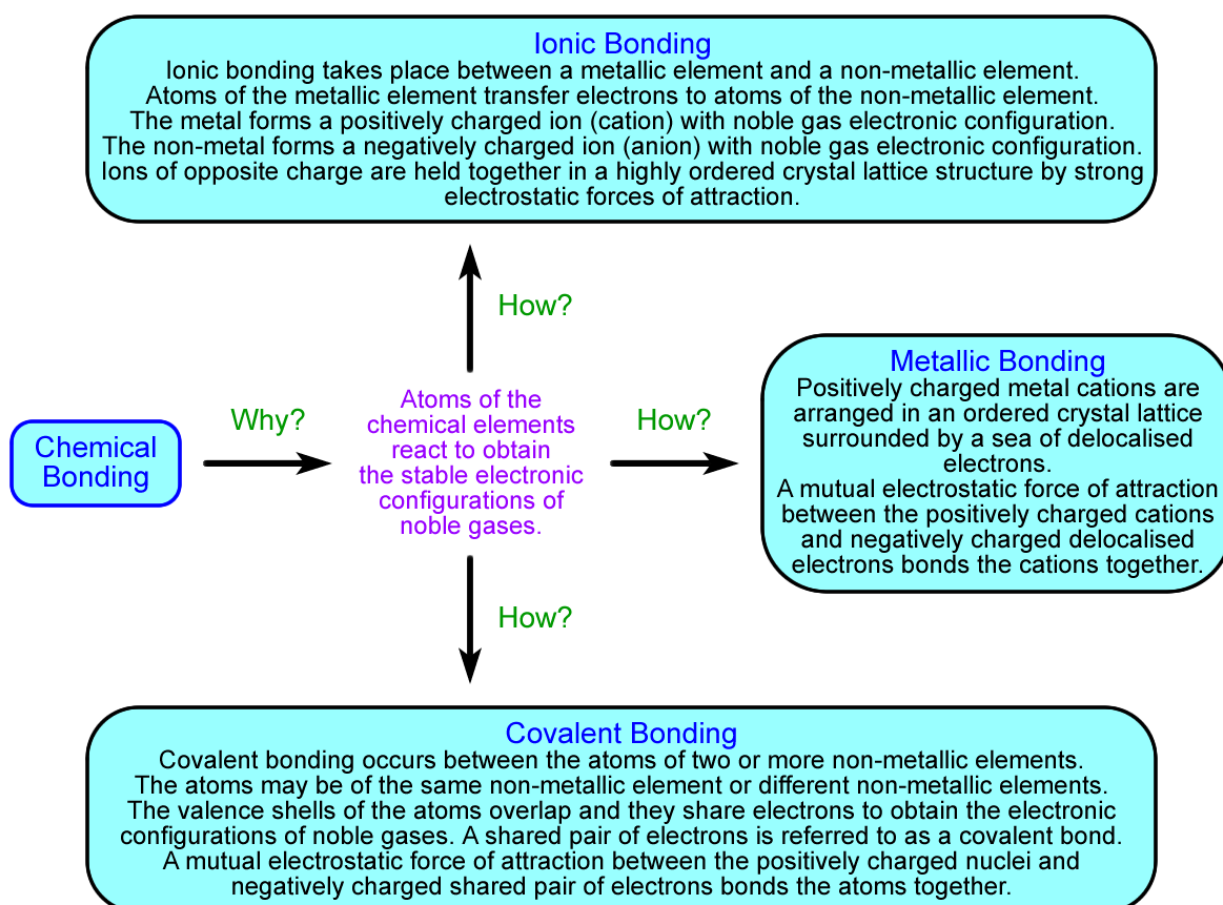 Ionic Bonding
Ionic bonding takes place between a metallic element and a non-metallic element.
Atoms of the metallic element transfer electrons to atoms of the non-metallic element.
The metal forms a positively charged ion (cation) with noble gas electronic configuration.
The non-metal forms a negatively charged ion (anion) with noble gas electronic configuration.
Ions of opposite charge are held together in a highly ordered crystal lattice structure by strong
electrostatic forces of attraction.
How?
Chemical
Bonding
Why?
Atoms of the
chemical elements
react to obtain
the stable electronic
configurations of
noble gases.
How?
Metallic Bonding
Positively charged metal cations are
arranged in an ordered crystal lattice
surrounded by a sea of delocalised
electrons.
A mutual electrostatic force of attraction
between the positively charged cations
and negatively charged delocalised
electrons bonds the cations together.
How?
Covalent Bonding
Covalent bonding occurs between the atoms of two or more non-metallic elements.
The atoms may be of the same non-metallic element or different non-metallic elements.
The valence shells of the atoms overlap and they share electrons to obtain the electronic
configurations of noble gases. A shared pair of electrons is referred to as a covalent bond.
A mutual electrostatic force of attraction between the positively charged nuclei and
negatively charged shared pair of electrons bonds the atoms together.